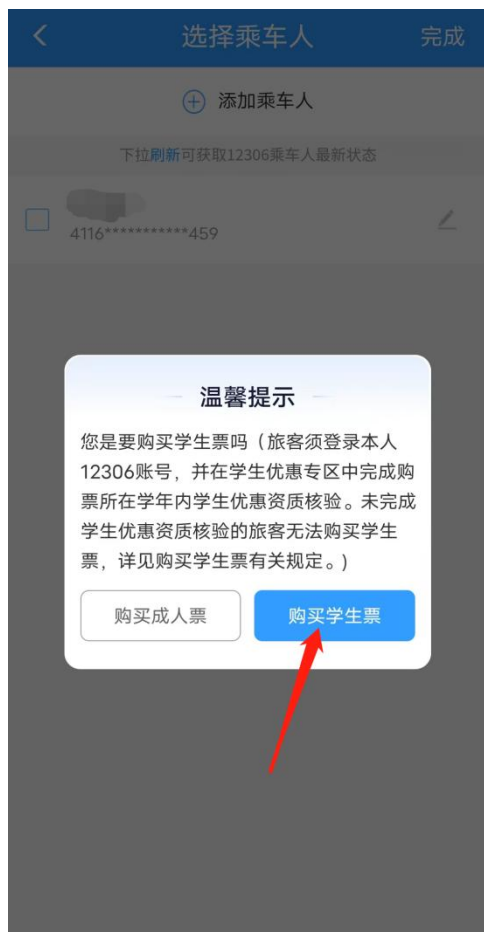 选择乘车人
完成
添加乘车人
下拉刷新可获取12306乘车人最新状态
4116***********459
温馨提示
您是要购买学生票吗（旅客须登录本人
12306账号，并在学生优惠专区中完成购
票所在学年内学生优惠资质核验。未完成
学生优惠资质核验的旅客无法购买学生
票，详见购买学生票有关规定。)
购买成人票
购买学生票